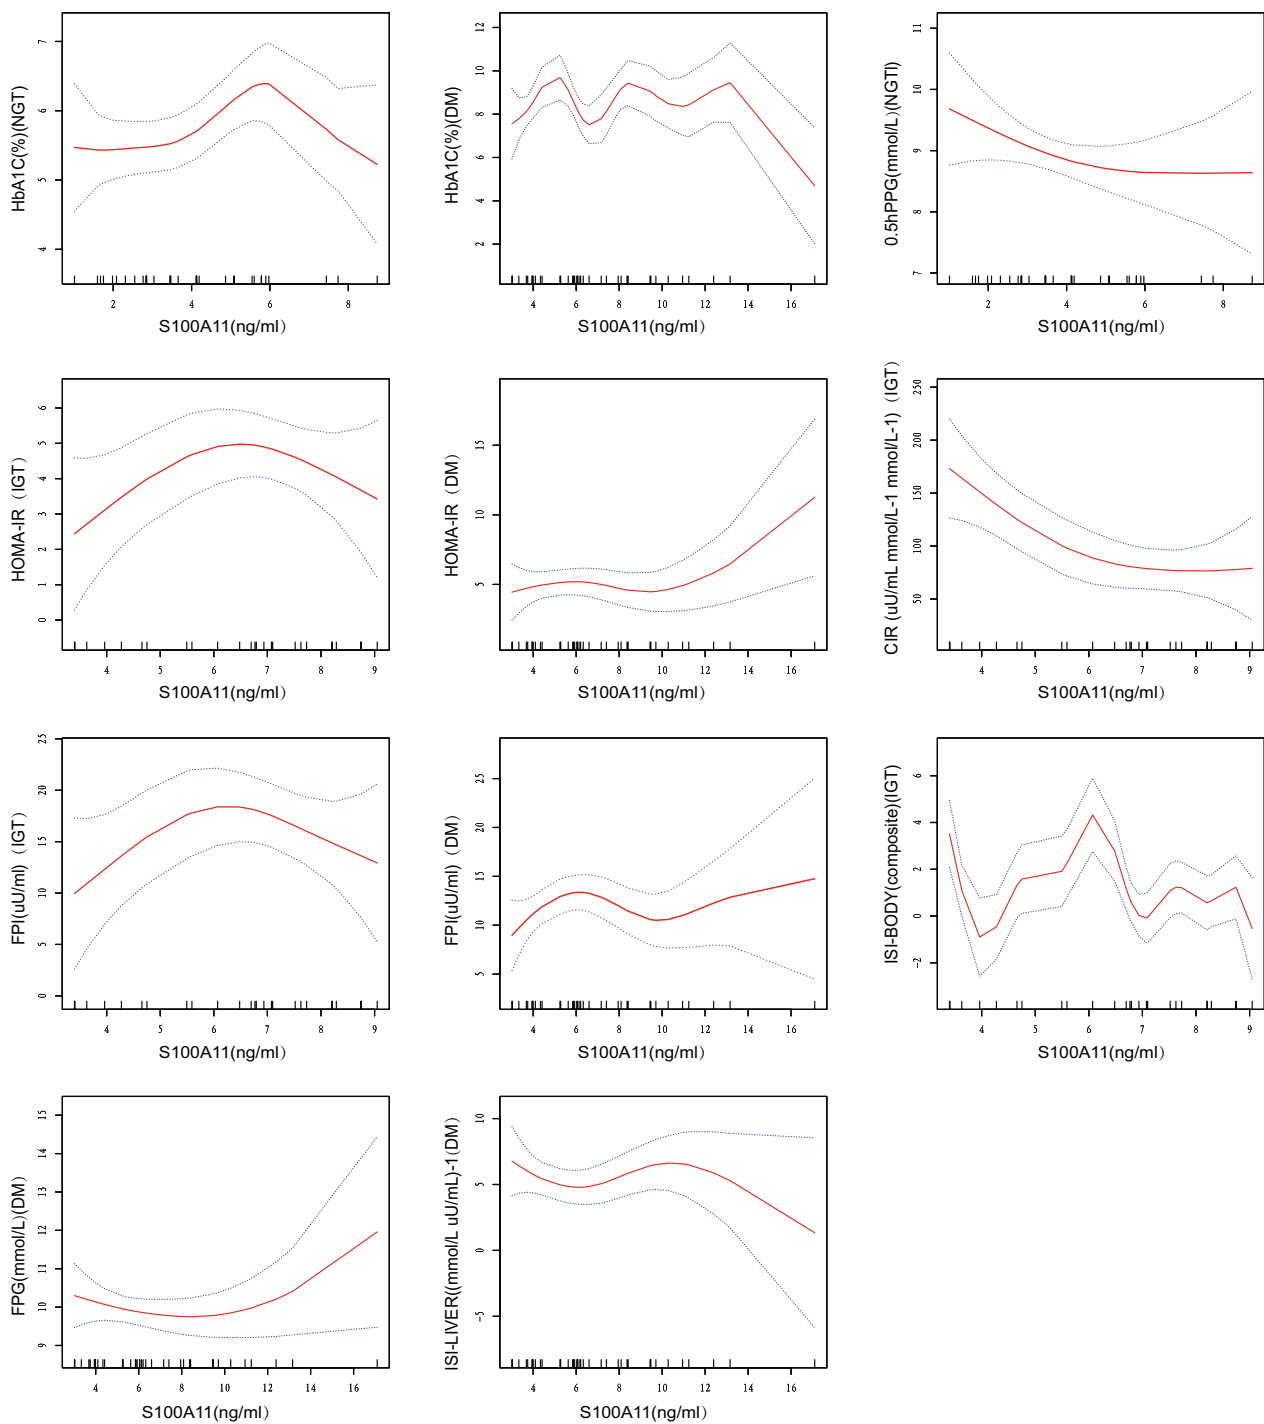 HbA1C(%)(NGT)
7
6
5
4
2 4 6 8
S100A11(ng/ml)
HbA1C(%)(DM)
12
10
8
6
4
2
4 6 8 10 12 14 16
S100A11(ng/ml)
0.5hPPG(mmol/L)(NGTl)
11
10
9
8
7
2 4 6 8
S100A11(ng/ml)
HOMA-IR (IGT)
6
5
4
3
2
1
0
4 5 6 7 8 9
S100A11(ng/ml)
HOMA-IR (DM)
15
10
5
4 6 8 10 12 14 16
S100A11(ng/ml)
CIR (uU/mL mmol/L-1 mmol/L-1) (IGT)
250
200
150
100
50
4 5 6 7 8 9
S100A11(ng/ml)
FPI(uU/ml) (IGT)
25
20
15
10
5
0
4 5 6 7 8 9
S100A11(ng/ml)
FPI(uU/ml) (DM)
25
20
15
10
5
4 6 8 10 12 14 16
S100A11(ng/ml)
ISI-BODY(composite)(IGT)
6
4
2
0
-2
4 5 6 7 8 9
S100A11(ng/ml)
FPG(mmol/L)(DM)
15
14
13
12
11
10
9
4 6 8 10 12 14 16
S100A11(ng/ml)
ISI-LIVER((mmol/L uU/mL)-1(DM)
10
5
0
-5
4 6 8 10 12 14 16
S100A11(ng/ml)